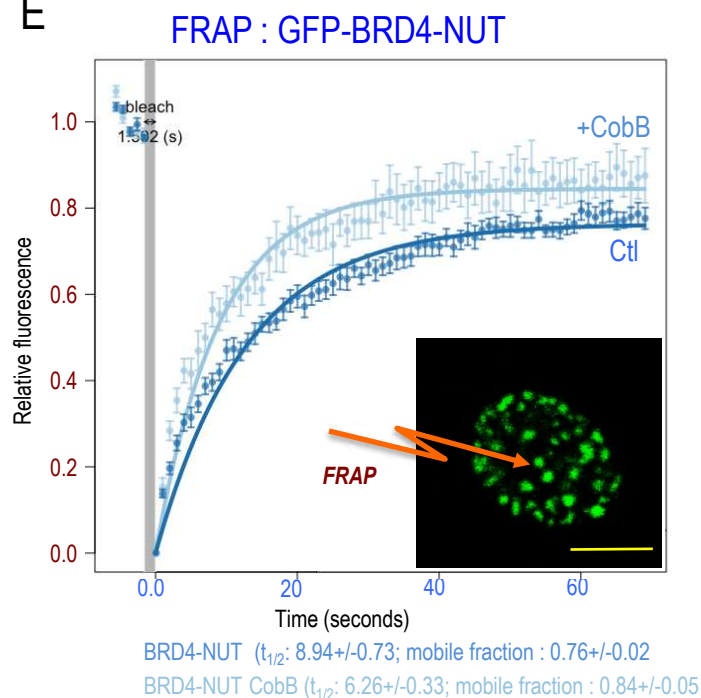 E
FRAP : GFP-BRD4-NUT
bleach
(s)
+CobB
Ctl
Relative fluorescence
1.0
0.8
0.6
0.4
0.2
0.0
FRAP
0.0 20 40 60
Time (seconds)
BRD4-NUT (t1/2: 8.94+/-0.73; mobile fraction : 0.76+/-0.02
BRD4-NUT CobB (t1/2: 6.26+/-0.33; mobile fraction : 0.84+/-0.05